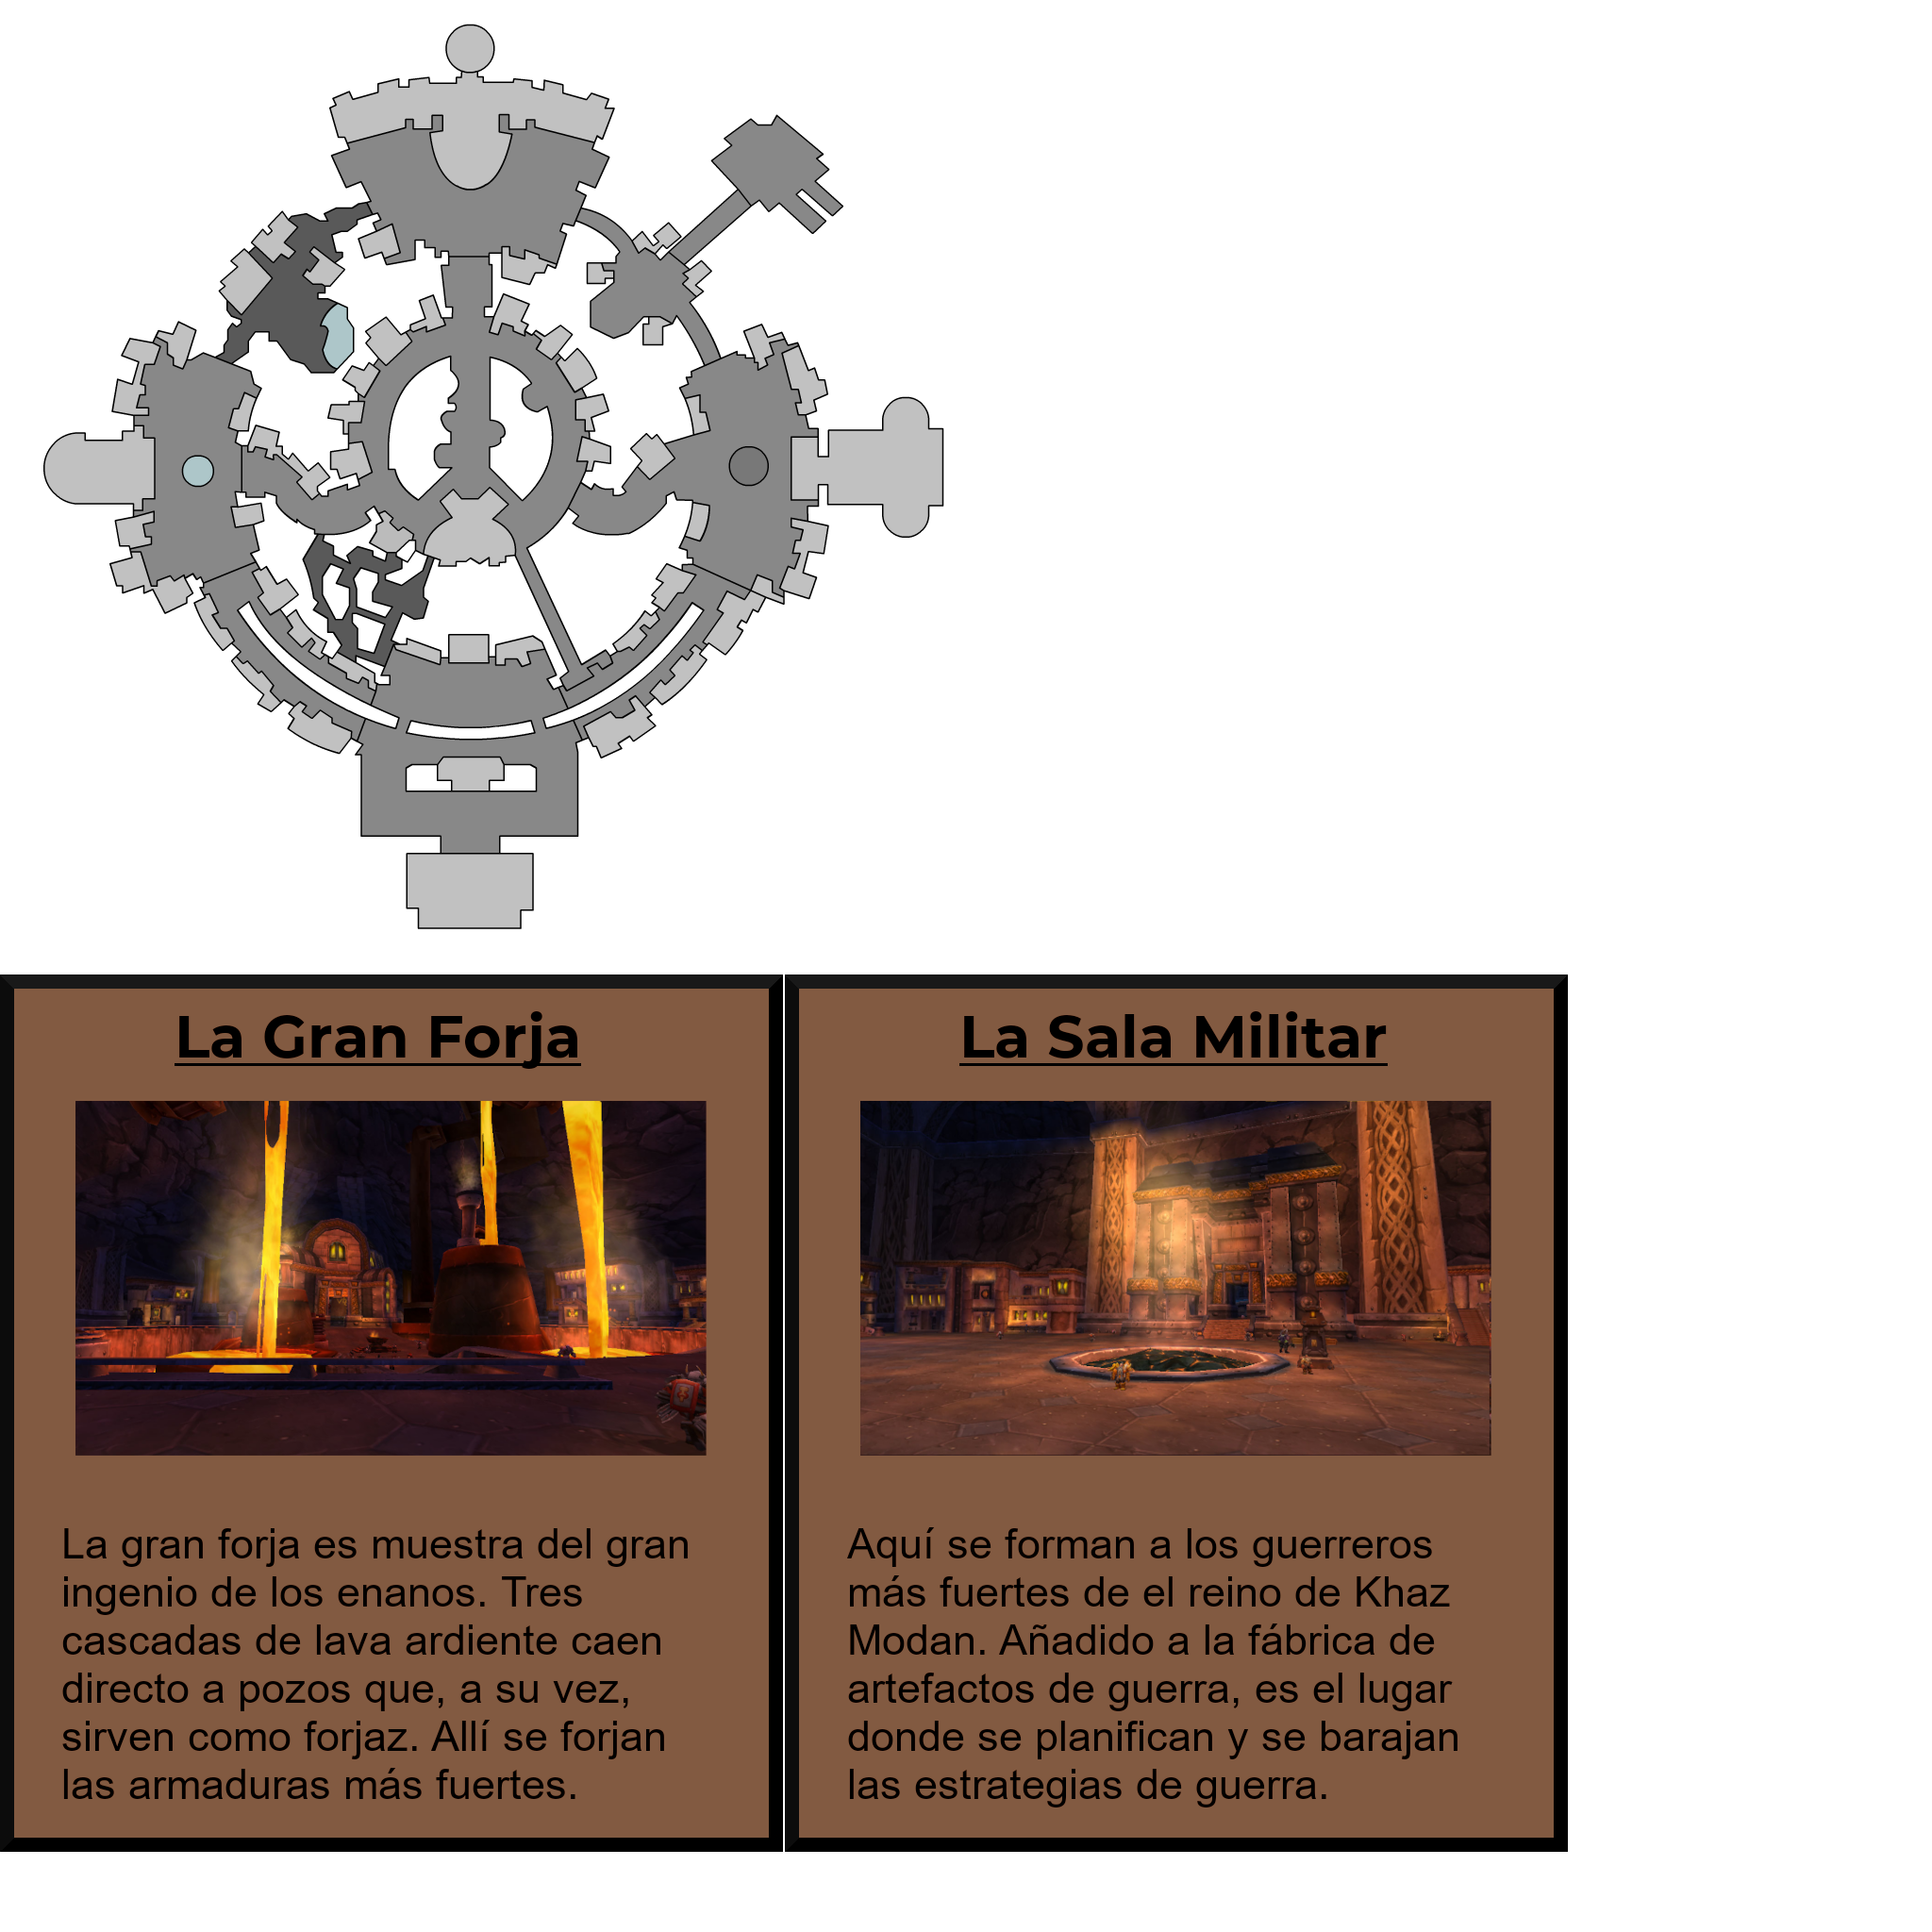 La Gran Forja
La gran forja es muestra del gran
ingenio de los enanos. Tres
cascadas de lava ardiente caen
directo a pozos que, a su vez,
sirven como forjaz. Allí se forjan
las armaduras más fuertes.
La Sala Militar
Aquí se forman a los guerreros
más fuertes de el reino de Khaz
Modan. Añadido a la fábrica de
artefactos de guerra, es el lugar
donde se planifican y se barajan
las estrategias de guerra.